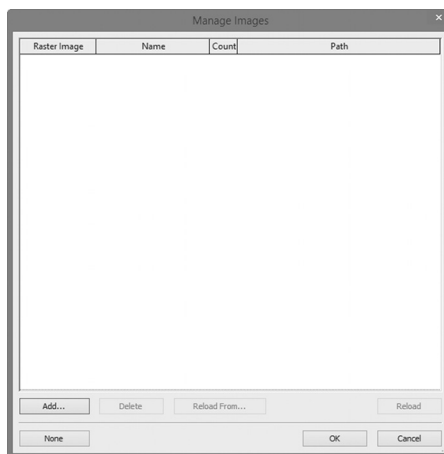 Manage Images
Raster Image Name Count Path
Add... Delete Reload From... Reload
None OK Cancel